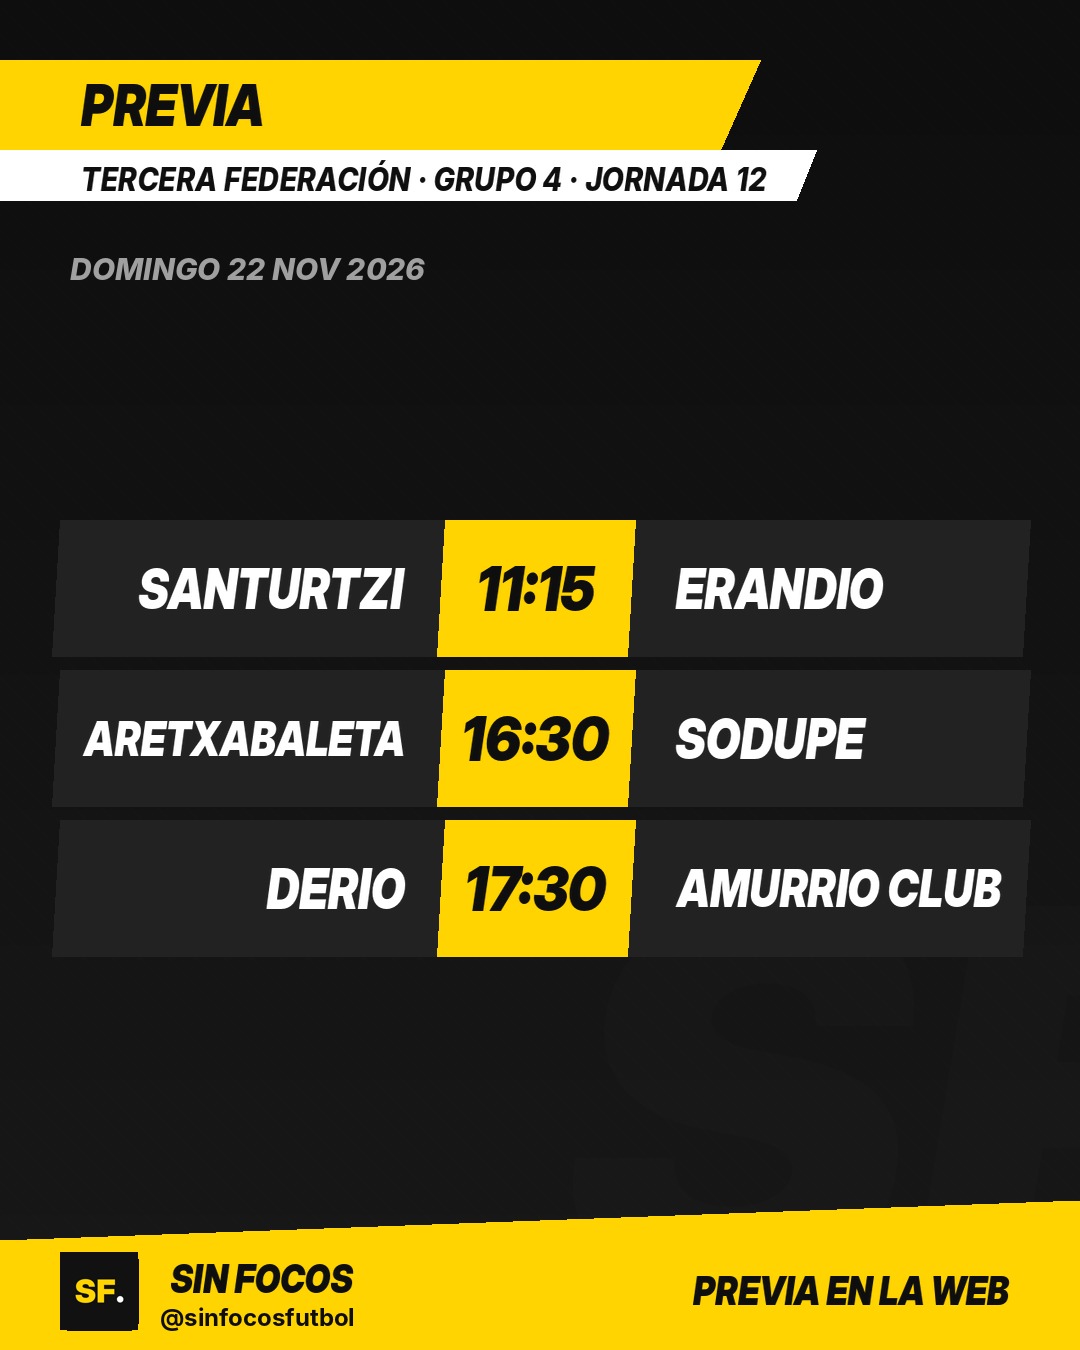 PREVIA
TERCERA FEDERACIÓN · GRUPO 4 · JORNADA 12
DOMINGO 22 NOV 2026
SANTURTZI 11:15 ERANDIO
ARETXABALETA 16:30 SODUPE
DERIO 17:30 AMURRIO CLUB
SF
SF.
SIN FOCOS
@sinfocosfutbol
PREVIA EN LA WEB